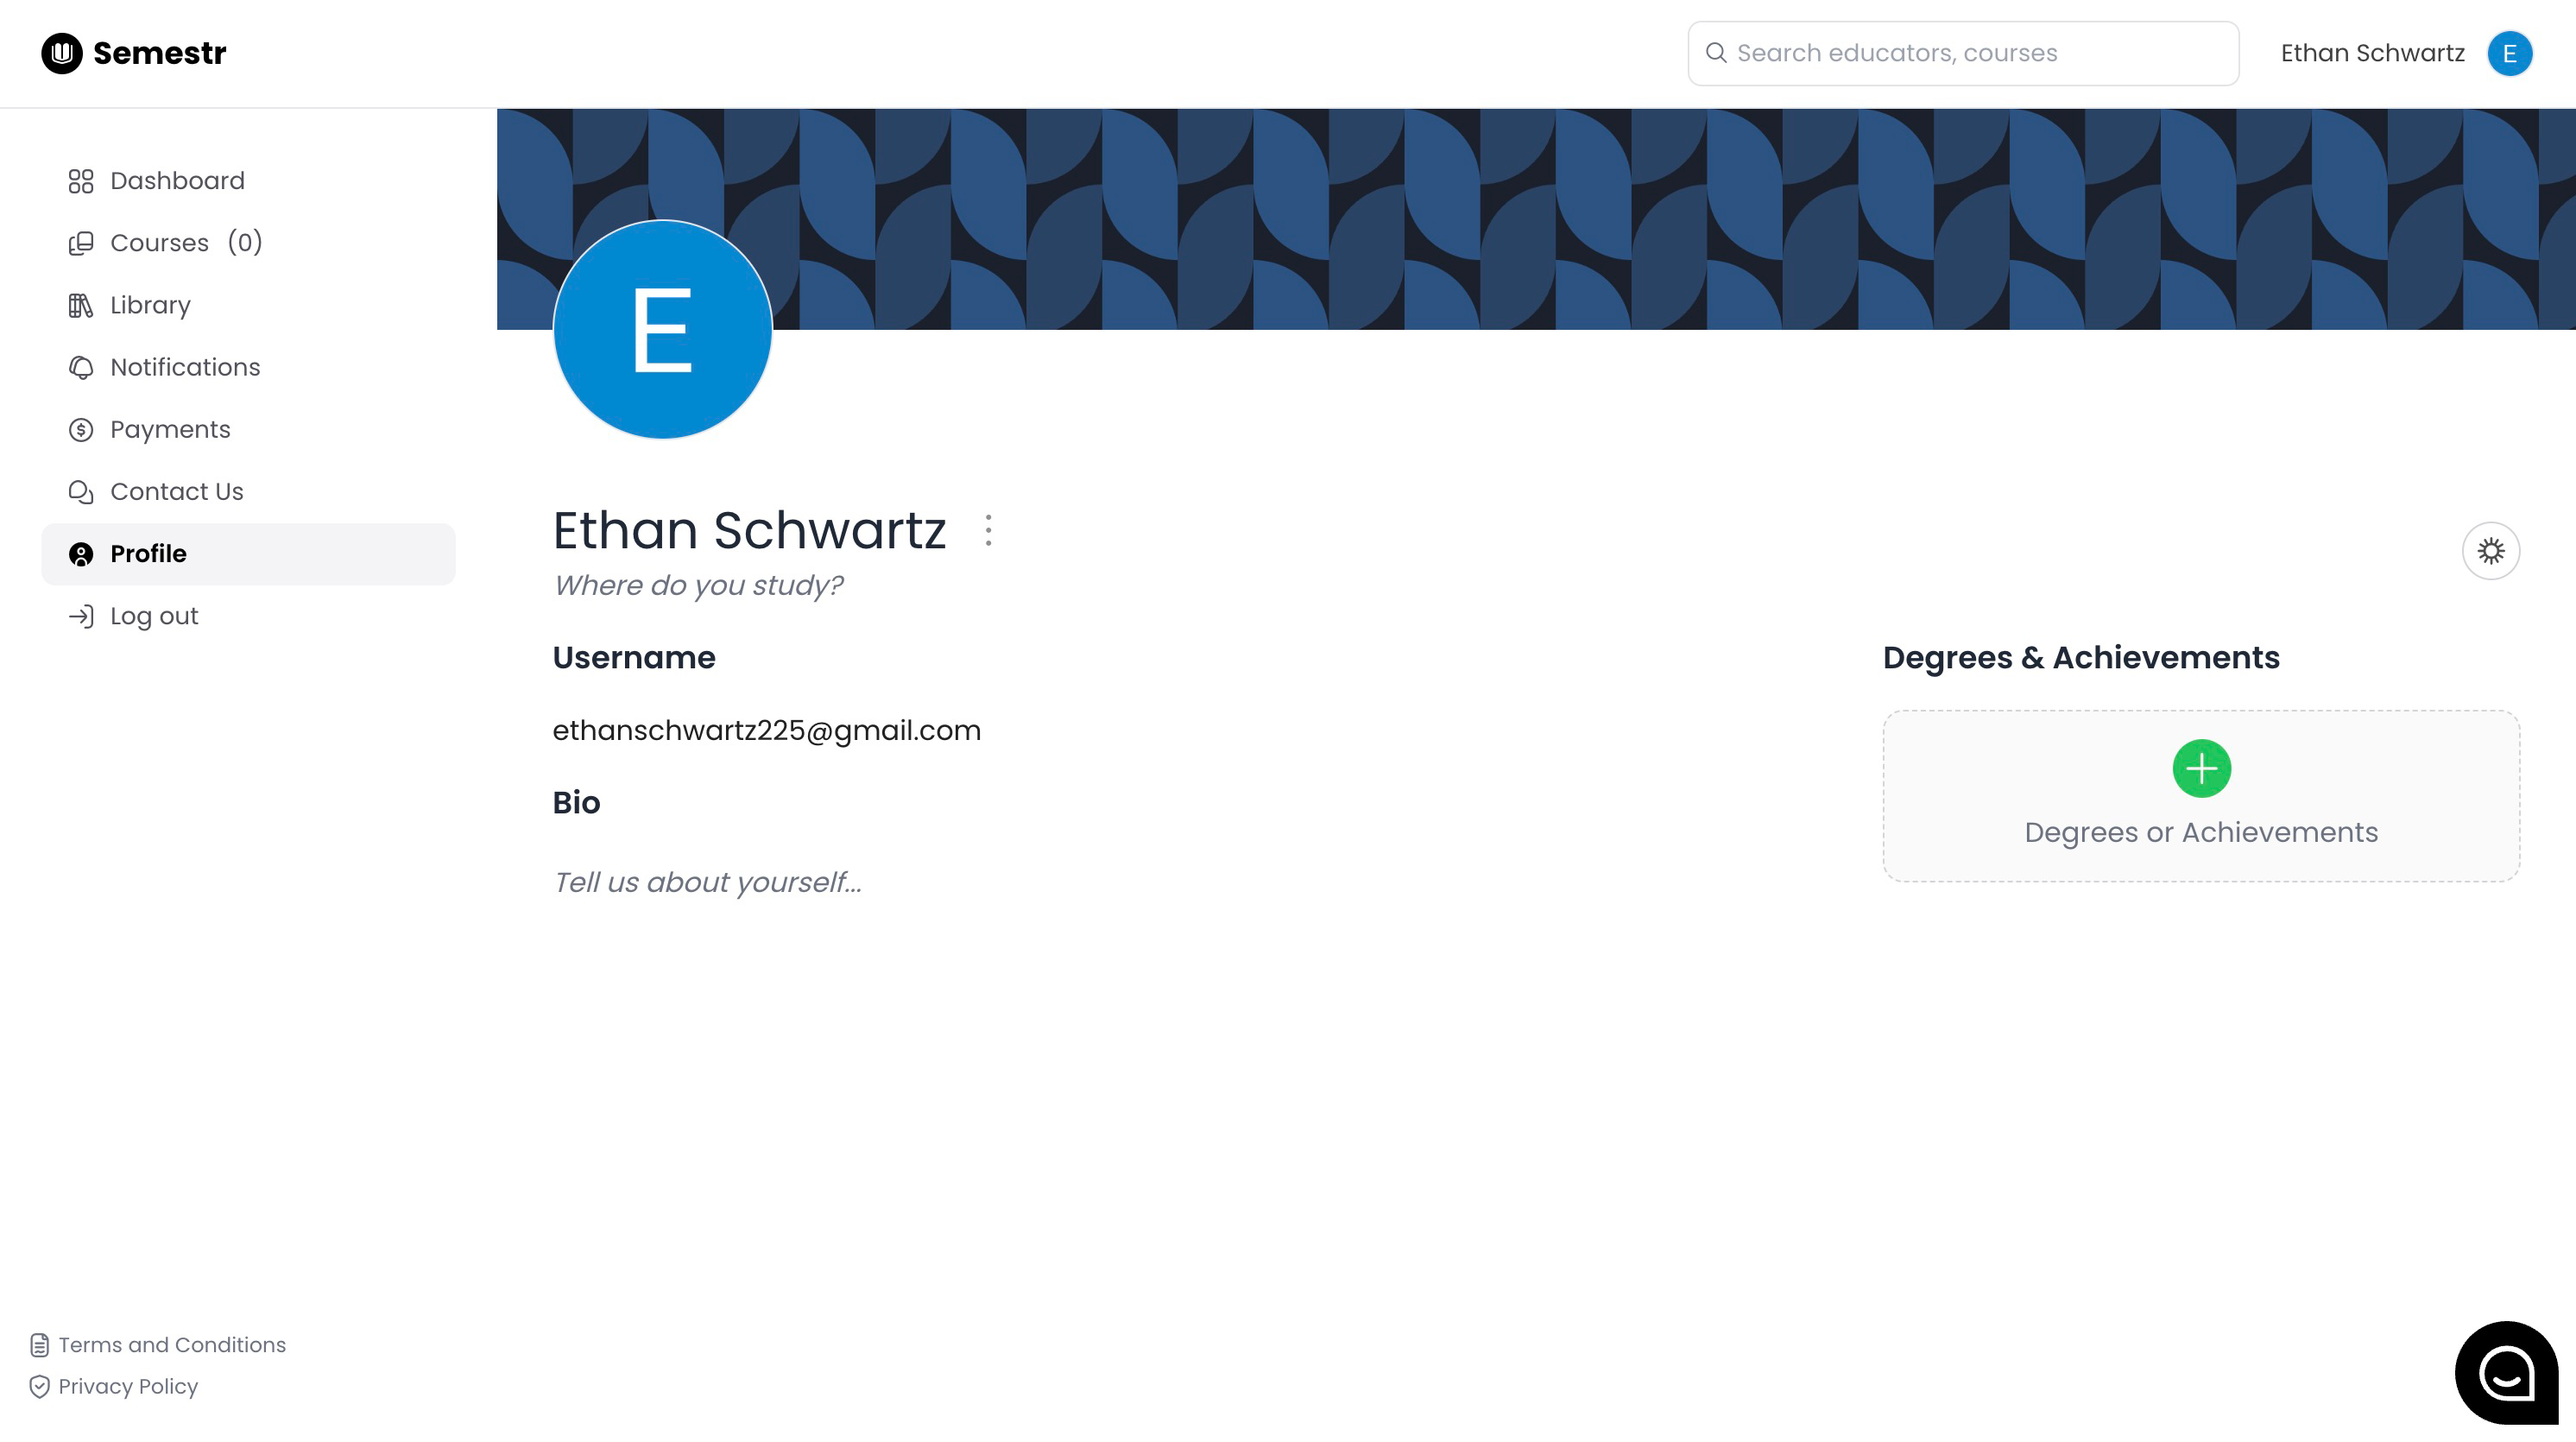 Semestr
Search educators, courses
Ethan Schwartz
E
Dashboard
Courses (0)
Library
Notifications
Payments
Contact Us
Profile
Log out
E
Ethan Schwartz
Where do you study?
Username
ethanschwartz225@gmail.com
Bio
Tell us about yourself...
Degrees & Achievements
Degrees or Achievements
Terms and Conditions
Privacy Policy